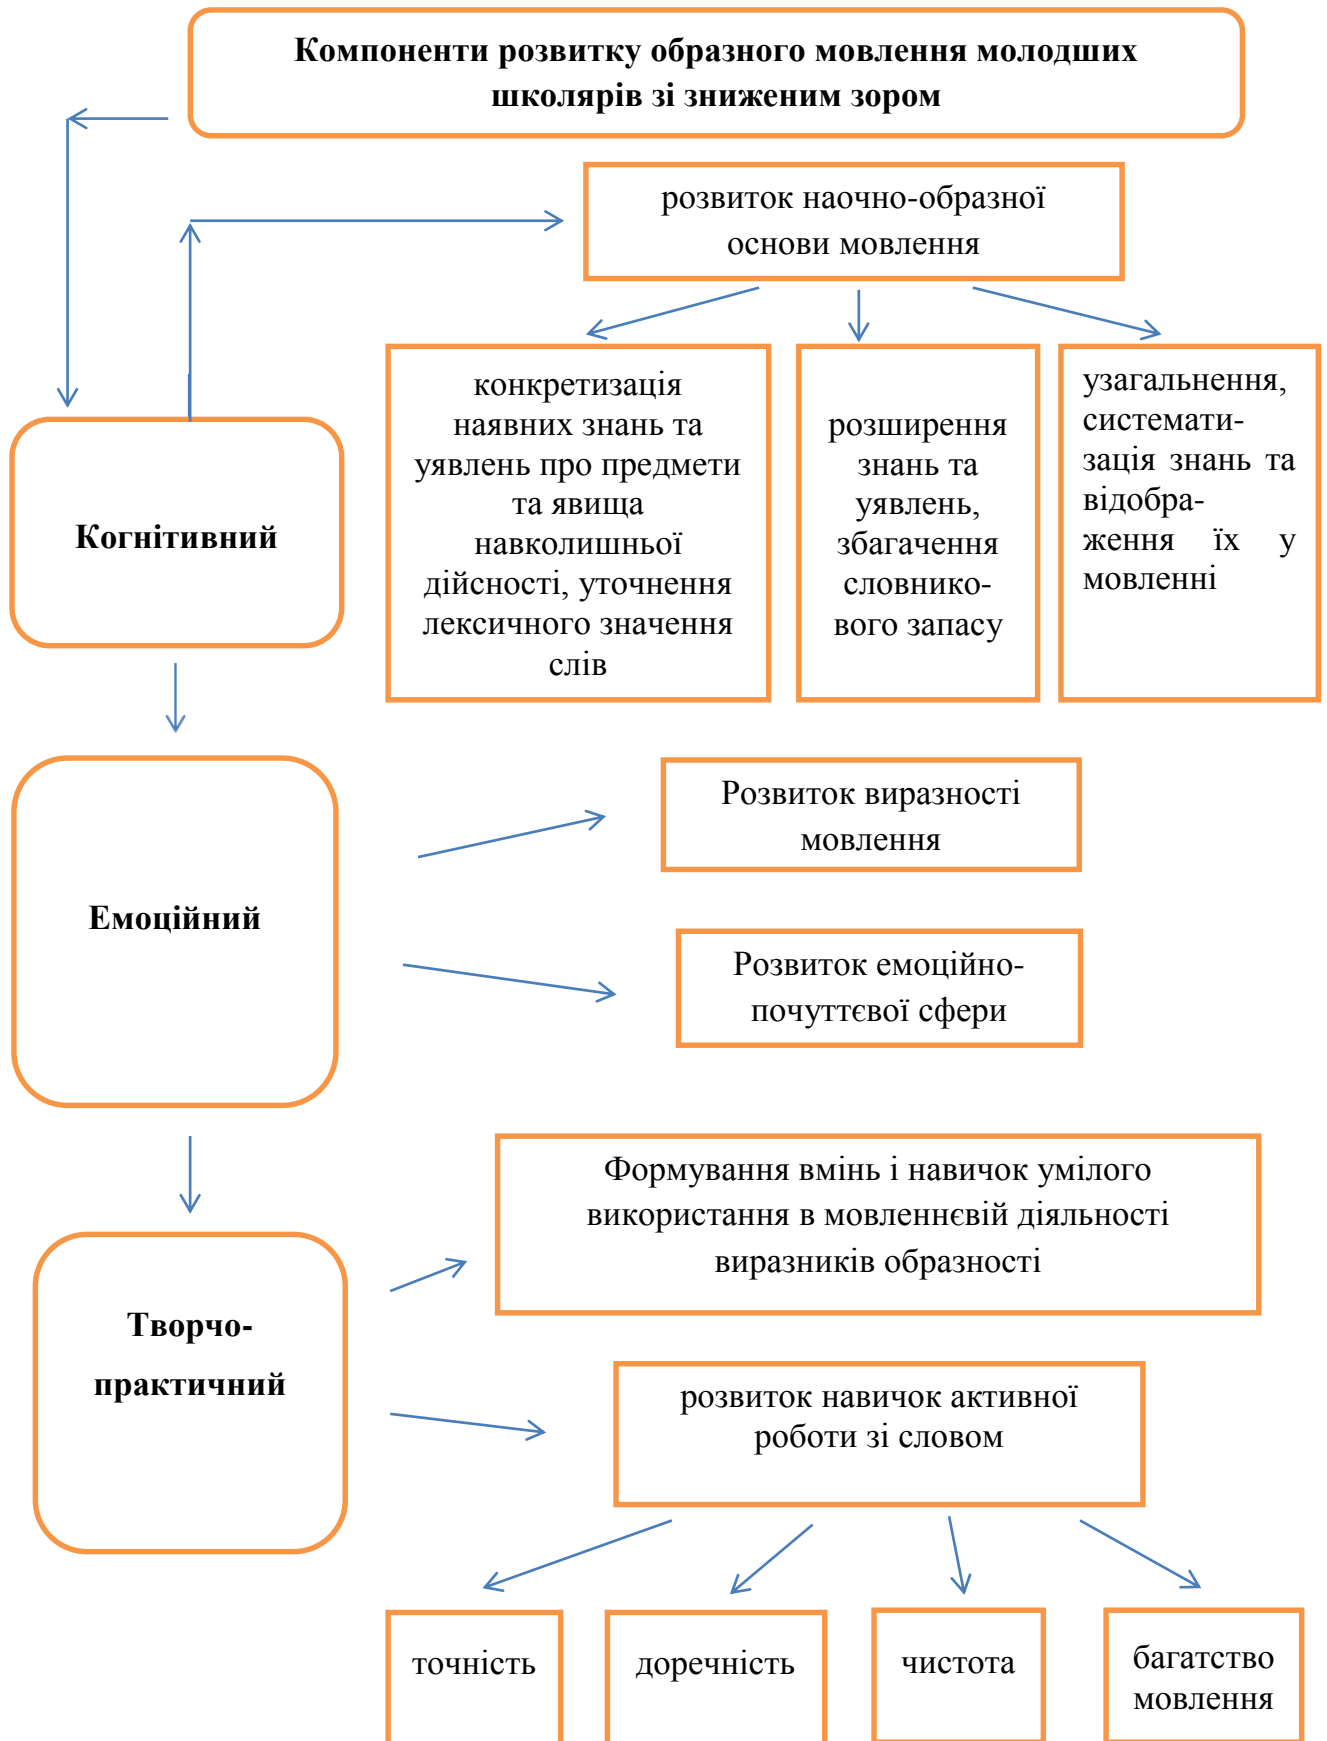 Компоненти розвитку образного мовлення молодших
школярів зі зниженим зором
розвиток наочно-образної
основи мовлення
конкретизація
наявних знань та
уявлень про предмети
та явища
навколишньої
дійсності, уточнення
лексичного значення
слів
розширення
знань та
уявлень,
збагачення
словнико-
вого запасу
узагальнення,
системати-
зація знань та
відобра-
ження їх у
мовленні
Когнітивний
Розвиток виразності
мовлення
Емоційний
Розвиток емоційно-
почуттєвої сфери
Формування вмінь і навичок умілого
використання в мовленнєвій діяльності
виразників образності
Творчо-
практичний
розвиток навичок активної
роботи зі словом
точність
доречність
чистота
багатство
мовлення